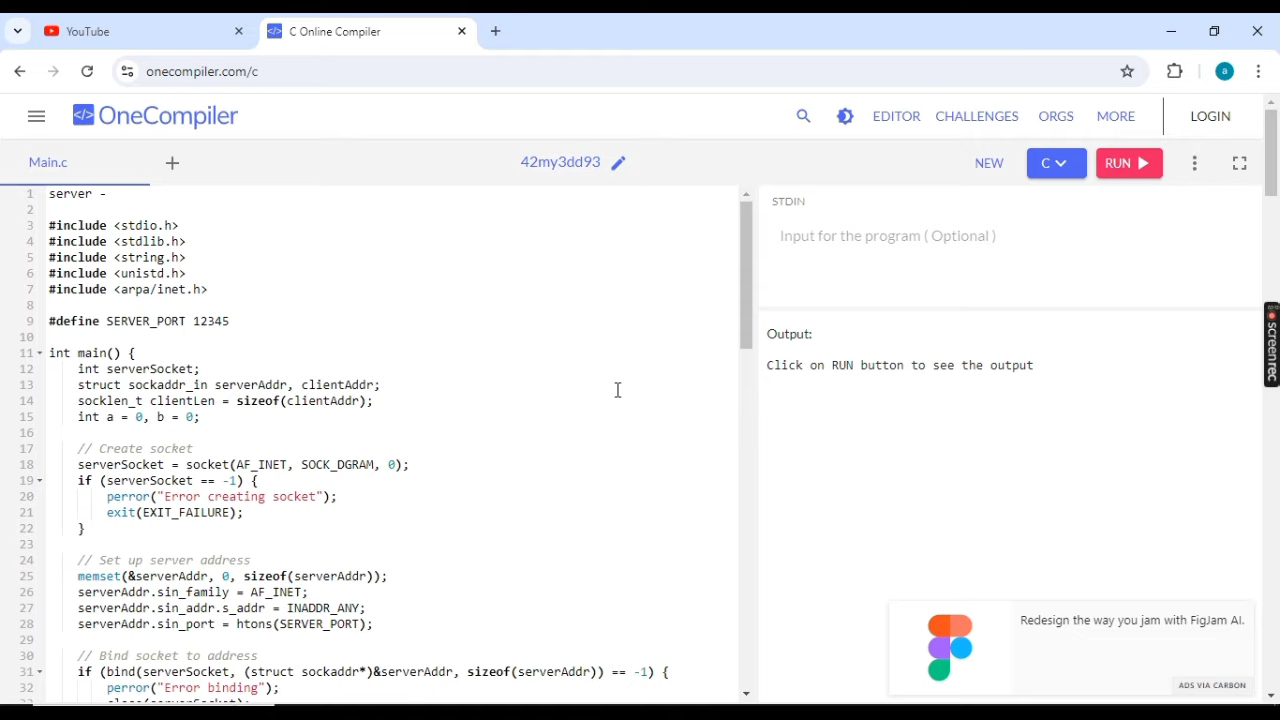 YouTube
C Online Compiler
onecompiler.com/c
a
</> OneCompiler
EDITOR CHALLENGES ORGS MORE LOGIN
Main.c
42my3dd93
NEW C RUN
1 server -
2
3 #include <stdio.h>
4 #include <stdlib.h>
5 #include <string.h>
6 #include <unistd.h>
7 #include <arpa/inet.h>
8
9 #define SERVER_PORT 12345
10
11 int main() {
12 int serverSocket;
13 struct sockaddr_in serverAddr, clientAddr;
14 socklen_t clientLen = sizeof(clientAddr);
15 int a = 0, b = 0;
16
17 // Create socket
18 serverSocket = socket(AF_INET, SOCK_DGRAM, 0);
19 if (serverSocket == -1) {
20 perror("Error creating socket");
21 exit(EXIT_FAILURE);
22 }
23
24 // Set up server address
25 memset(&serverAddr, 0, sizeof(serverAddr));
26 serverAddr.sin_family = AF_INET;
27 serverAddr.sin_addr.s_addr = INADDR_ANY;
28 serverAddr.sin_port = htons(SERVER_PORT);
29
30 // Bind socket to address
31 if (bind(serverSocket, (struct sockaddr*)&serverAddr, sizeof(serverAddr)) == -1) {
32 perror("Error binding");
STDIN
Input for the program ( Optional )
Output:
Click on RUN button to see the output
Redesign the way you jam with FigJam AI.
ADS VIA CARBON
screenrec